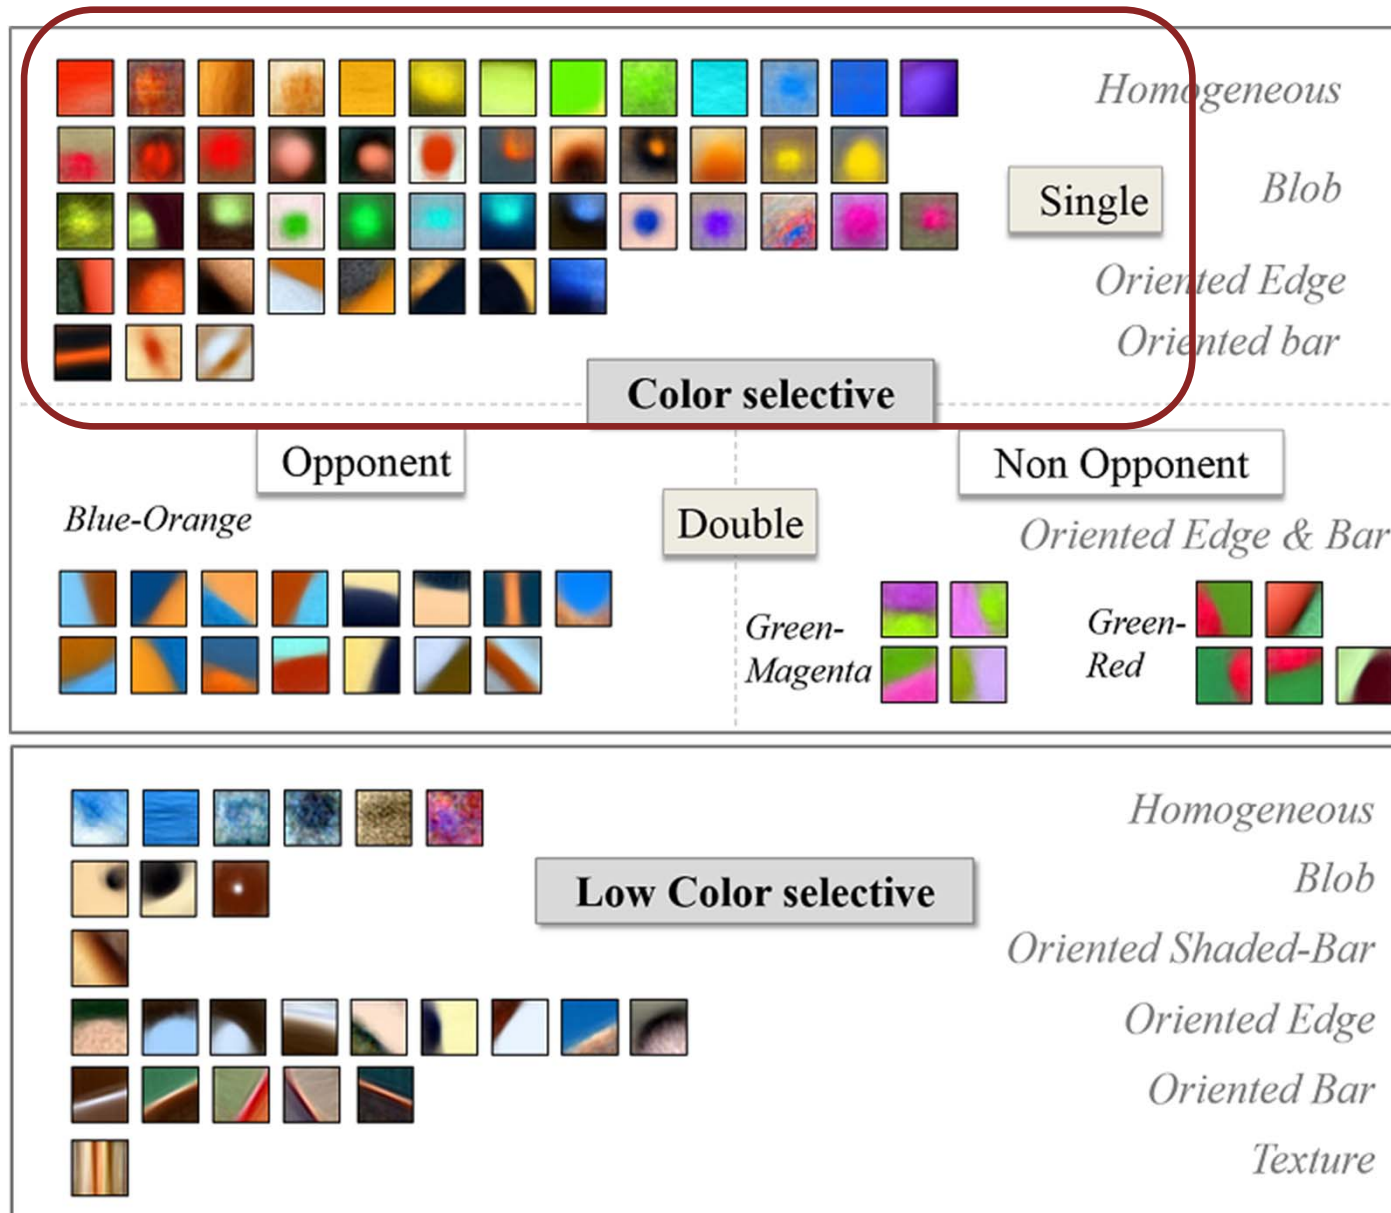 Homogeneous
Single
Blob
Oriented Edge
Oriented bar
Color selective
Opponent
Non Opponent
Blue-Orange
Double
Oriented Edge & Bar
Green-
Magenta
Green-
Red
Homogeneous
Low Color selective
Blob
Oriented Shaded-Bar
Oriented Edge
Oriented Bar
Texture